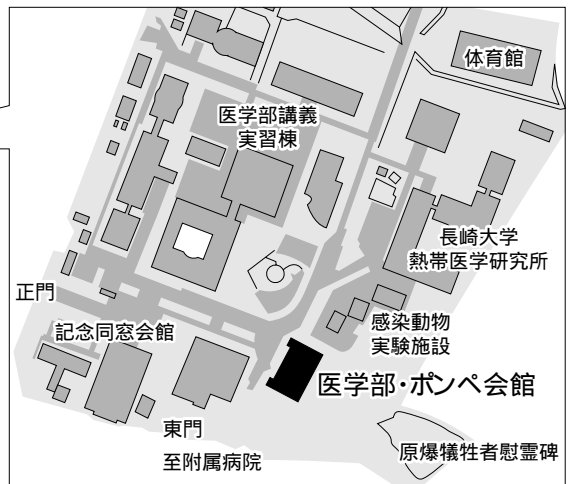 体育館
医学部講義
実習棟
長崎大学
熱帯医学研究所
正門
感染動物
実験施設
記念同窓会館
医学部・ポンペ会館
東門
至附属病院
原爆犠牲者慰霊碑